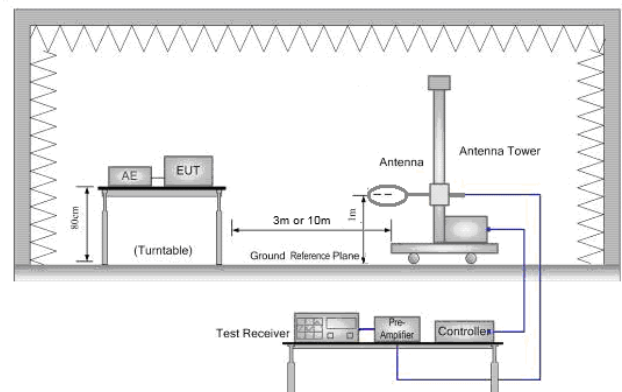 Antenna Tower
Antenna
AE
EUT
80cm
1m
3m or 10m
(Turntable)
Ground Reference Plane
Test Receiver
Pre-
Amplifier
Controller